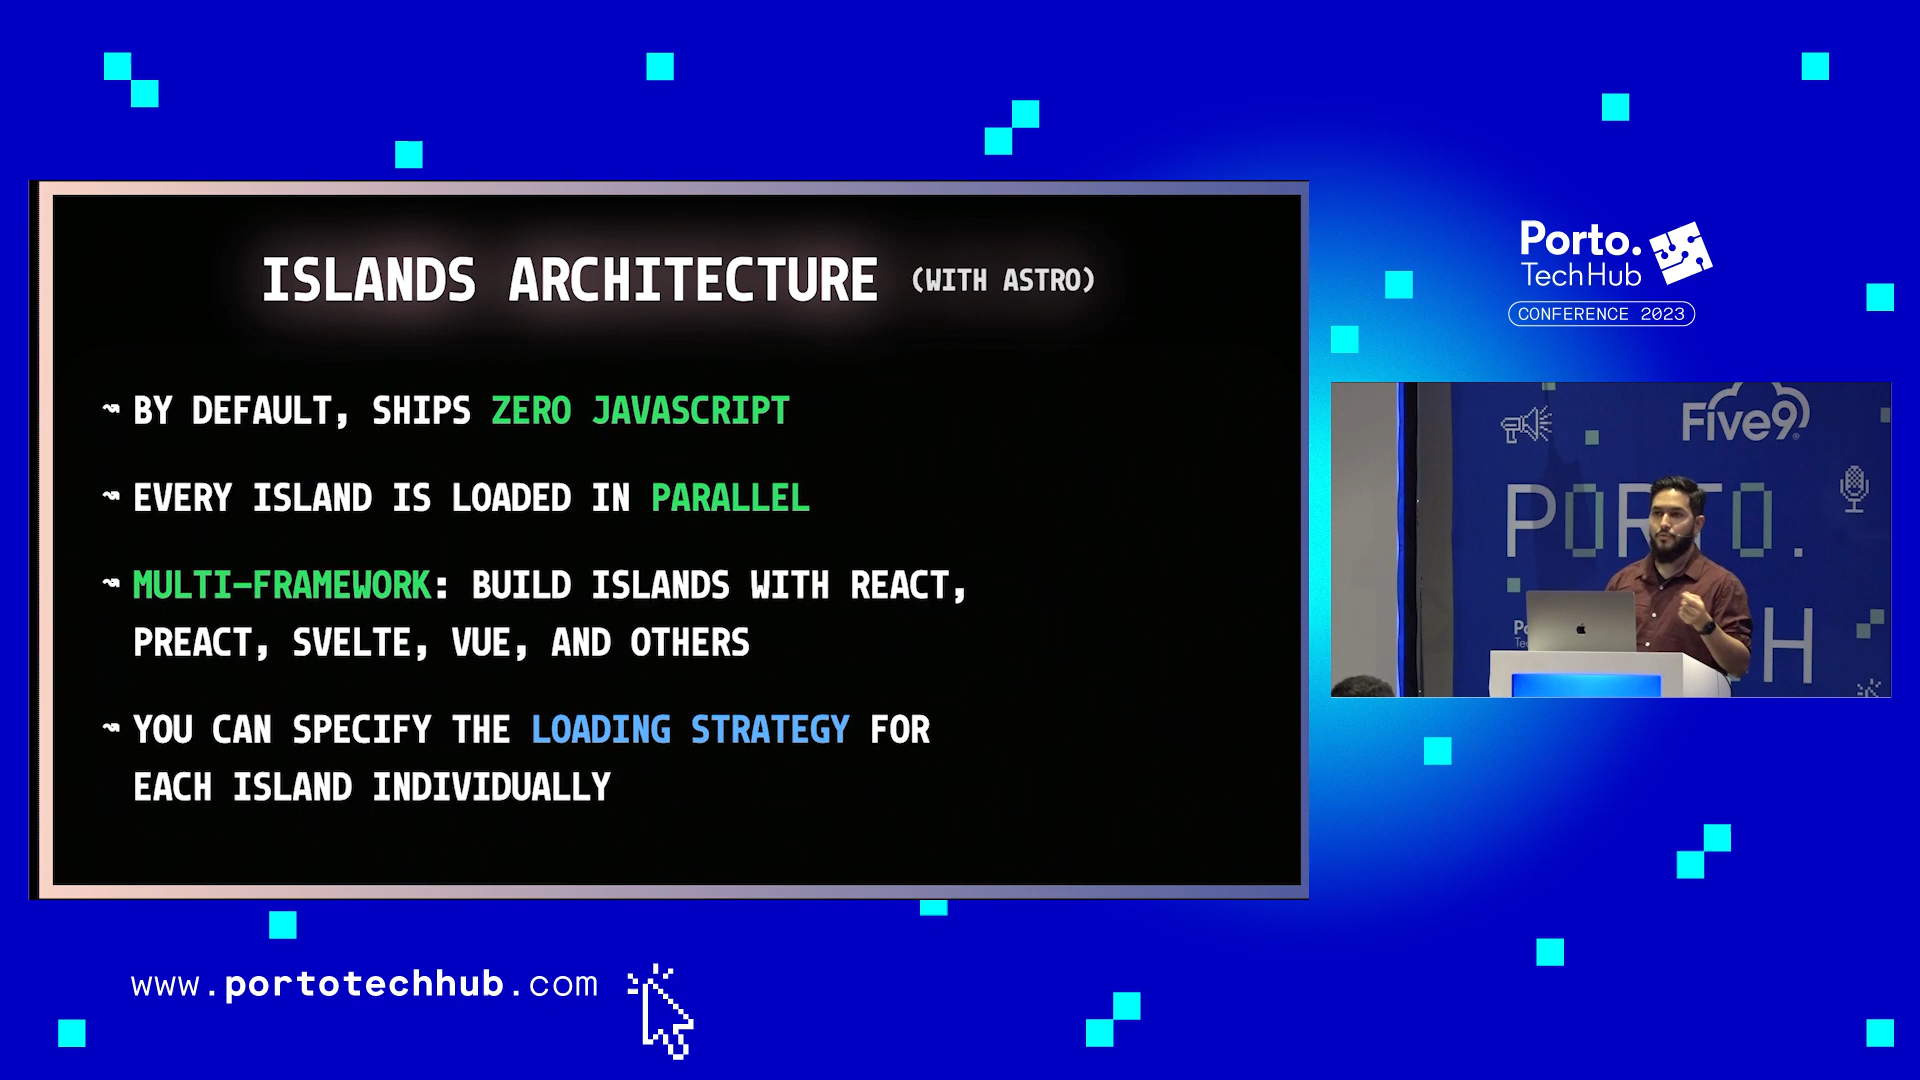 ISLANDS ARCHITECTURE (WITH ASTRO)
↝ BY DEFAULT, SHIPS ZERO JAVASCRIPT
↝ EVERY ISLAND IS LOADED IN PARALLEL
↝ MULTI-FRAMEWORK: BUILD ISLANDS WITH REACT,
PREACT, SVELTE, VUE, AND OTHERS
↝ YOU CAN SPECIFY THE LOADING STRATEGY FOR
EACH ISLAND INDIVIDUALLY
Porto.
TechHub
CONFERENCE 2023
Five9
PORTO.
H
www.portotechhub.com